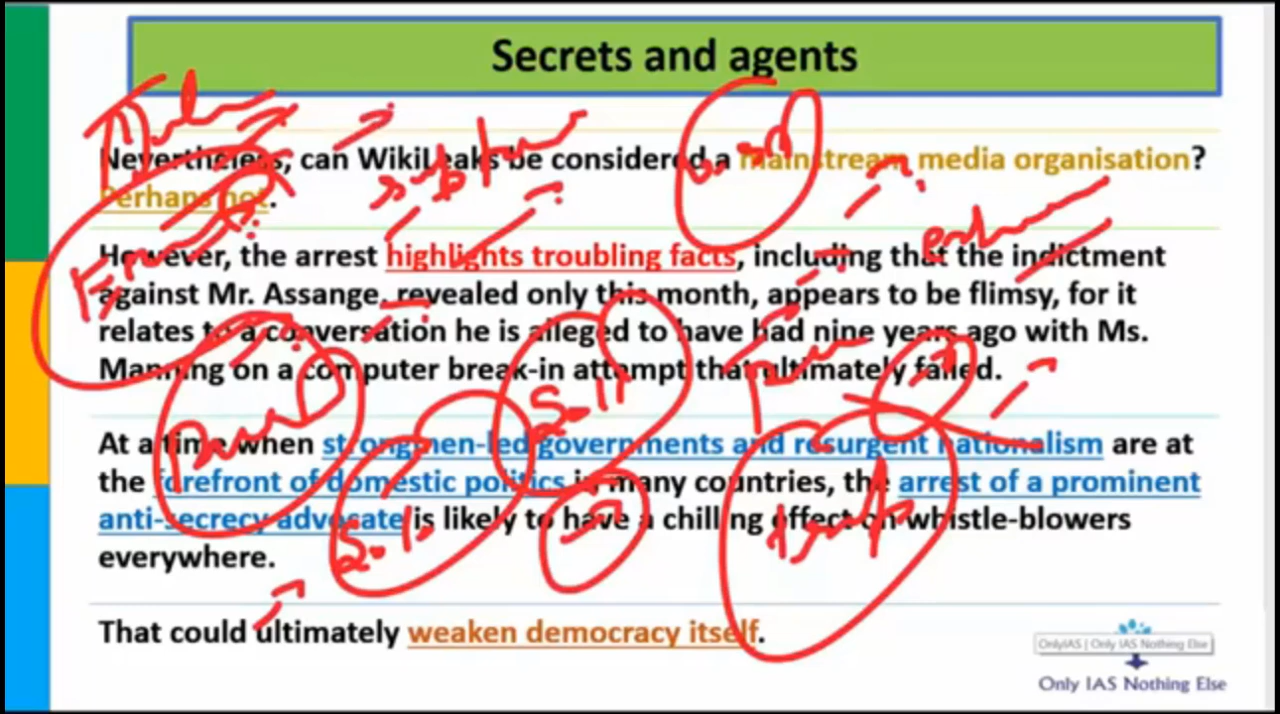 Secrets and agents
Nevertheless, can WikiLeaks be considered a mainstream media organisation?
Perhaps not.
However, the arrest highlights troubling facts, including that the indictment
against Mr. Assange, revealed only this month, appears to be flimsy, for it
relates to a conversation he is alleged to have had nine years ago with Ms.
Manning on a computer break-in attempt that ultimately failed.
At a time when strongmen-led governments and resurgent nationalism are at
the forefront of domestic politics in many countries, the arrest of a prominent
anti-secrecy advocate is likely to have a chilling effect on whistle-blowers
everywhere.
That could ultimately weaken democracy itself.
OnlyIAS | Only IAS Nothing Else
Only IAS Nothing Else